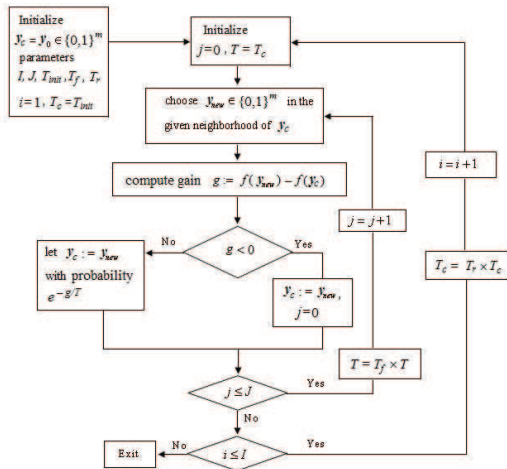 Initialize
y_c = y_0 ∈ {0,1}^m
parameters
I, J, T_init, T_f, T_r
i=1, T_c = T_init
Initialize
j=0, T = T_c
choose y_new ∈ {0,1}^m in the
given neighborhood of y_c
compute gain g := f(y_new) − f(y_c)
g < 0
No
Yes
let y_c := y_new
with probability
e^{−g/T}
y_c := y_new,
j=0
j ≤ J
Yes
No
T = T_f × T
j = j+1
i ≤ I
No
Yes
Exit
T_c = T_r × T_c
i = i+1